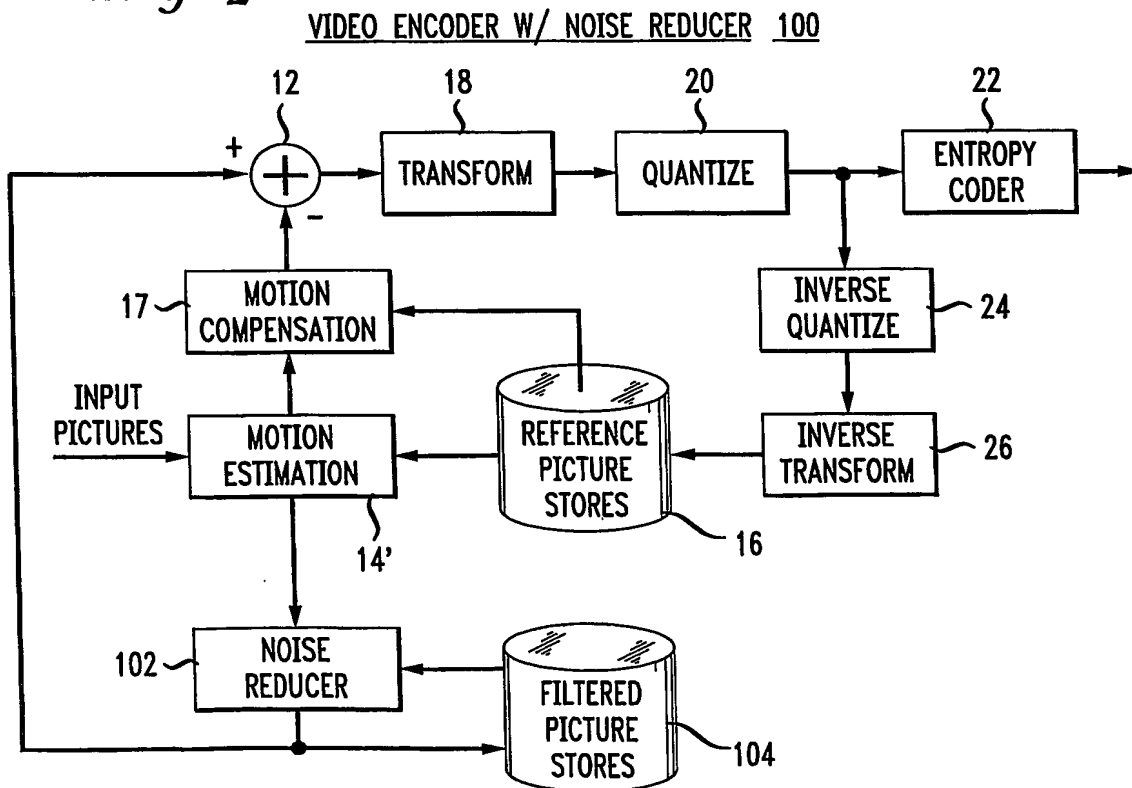 VIDEO ENCODER W/ NOISE REDUCER 100
12
18
20
22
+
-
TRANSFORM
QUANTIZE
ENTROPY
CODER
17
MOTION
COMPENSATION
INVERSE
QUANTIZE
24
INPUT
PICTURES
MOTION
ESTIMATION
14'
REFERENCE
PICTURE
STORES
16
INVERSE
TRANSFORM
26
102
NOISE
REDUCER
FILTERED
PICTURE
STORES
104